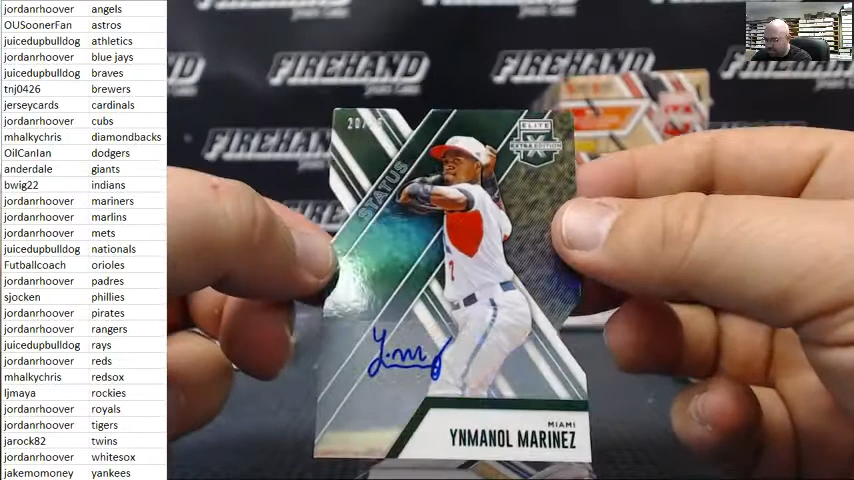 jordanhoover angels
OUSoonerFan astros
juicedupbulldog athletics
jordanhoover blue jays
juicedupbulldog braves
tnj0426 brewers
jerseycards cardinals
jordanhoover cubs
mhalkychris diamondbacks
OilCanIan dodgers
anderdale giants
bwig22 indians
jordanhoover mariners
jordanhoover marlins
jordanhoover mets
juicedupbulldog nationals
Futballcoach orioles
jordanhoover padres
sjocken phillies
jordanhoover pirates
jordanhoover rangers
juicedupbulldog rays
jordanhoover reds
mhalkychris redsox
ljmaya rockies
jordanhoover royals
jordanhoover tigers
jarock82 twins
jordanhoover whitesox
jakemomoney yankees
FIREHAND
FIREHAND
FIREHAND
STATUS
ELITE
EXTRA EDITION
X
2
Y.M
MIAMI
YNMANOL MARINEZ